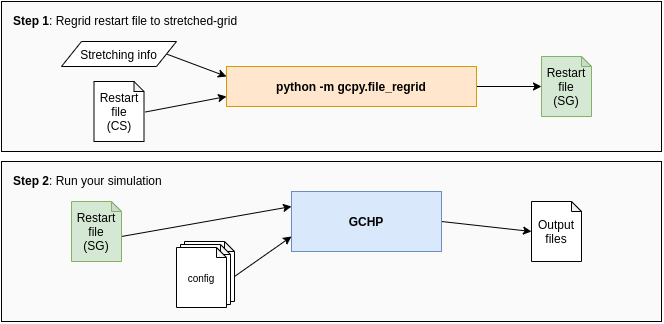 Step 1: Regrid restart file to stretched-grid
Stretching info
Restart
file
(CS)
python -m gcpy.file_regrid
Restart
file
(SG)
Step 2: Run your simulation
Restart
file
(SG)
config
GCHP
Output
files